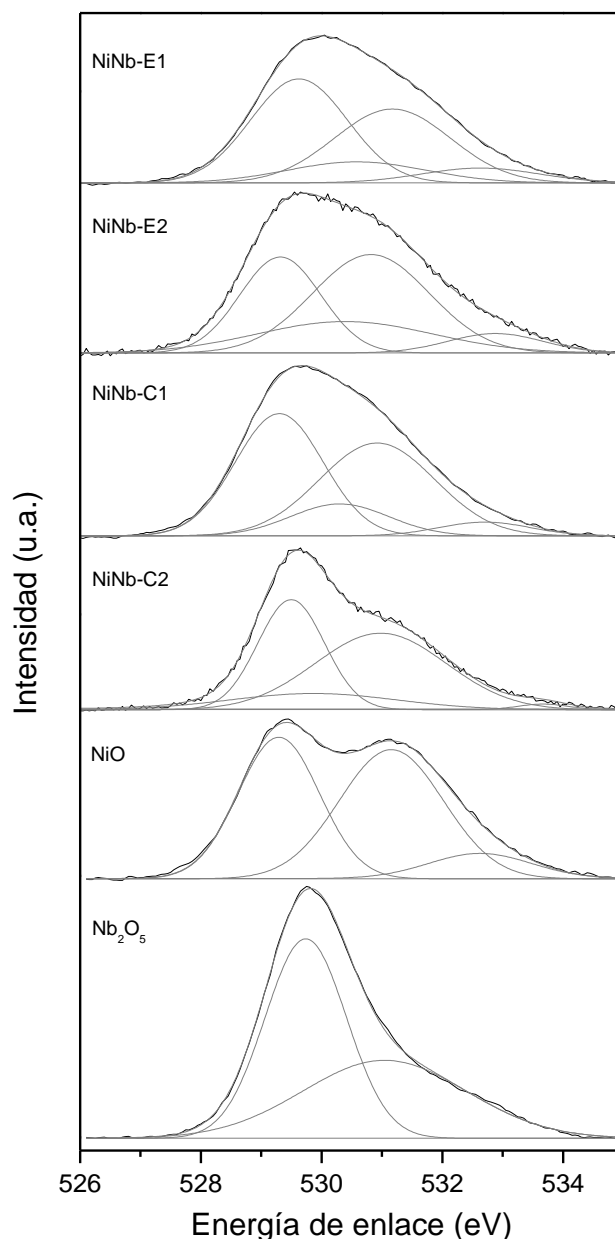 NiNb-E1
NiNb-E2
NiNb-C1
NiNb-C2
NiO
Nb₂O₅
Intensidad (u.a.)
526 528 530 532 534
Energía de enlace (eV)